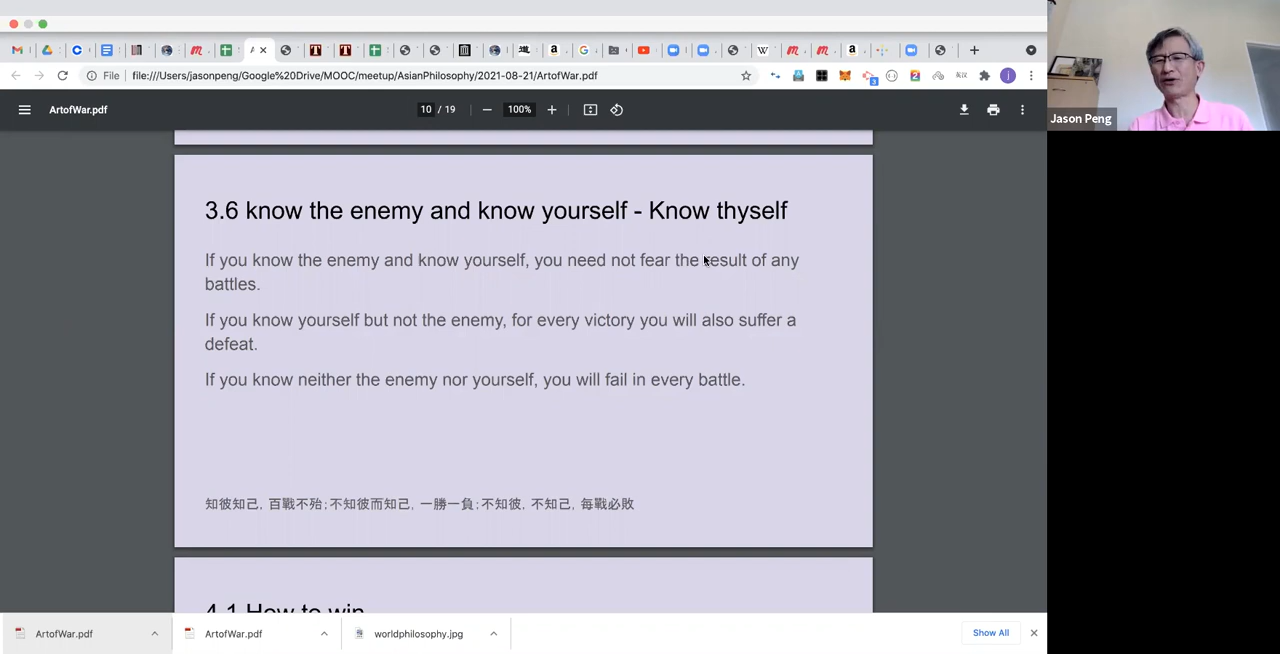 File
file:///Users/jasonpeng/Google%20Drive/MOOC/meetup/AsianPhilosophy/2021-08-21/ArtofWar.pdf
ArtofWar.pdf
10 / 19
100%
Jason Peng
3.6 know the enemy and know yourself - Know thyself
If you know the enemy and know yourself, you need not fear the result of any
battles.
If you know yourself but not the enemy, for every victory you will also suffer a
defeat.
If you know neither the enemy nor yourself, you will fail in every battle.
知彼知己，百戰不殆；不知彼而知己，一勝一負；不知彼，不知己，每戰必敗
4.1 How to win
ArtofWar.pdf
ArtofWar.pdf
worldphilosophy.jpg
Show All